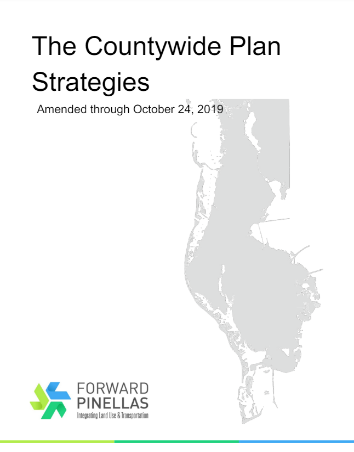 The Countywide Plan
Strategies
Amended through October 24, 2019
FORWARD
PINELLAS
Integrating Land Use & Transportation